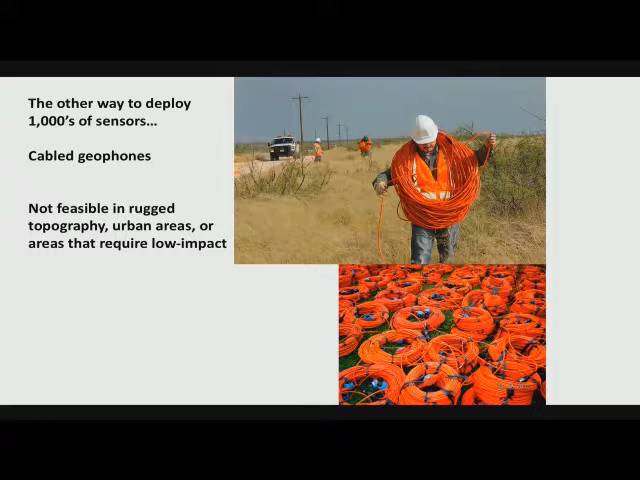 The other way to deploy
1,000's of sensors...
Cabled geophones
Not feasible in rugged
topography, urban areas, or
areas that require low-impact